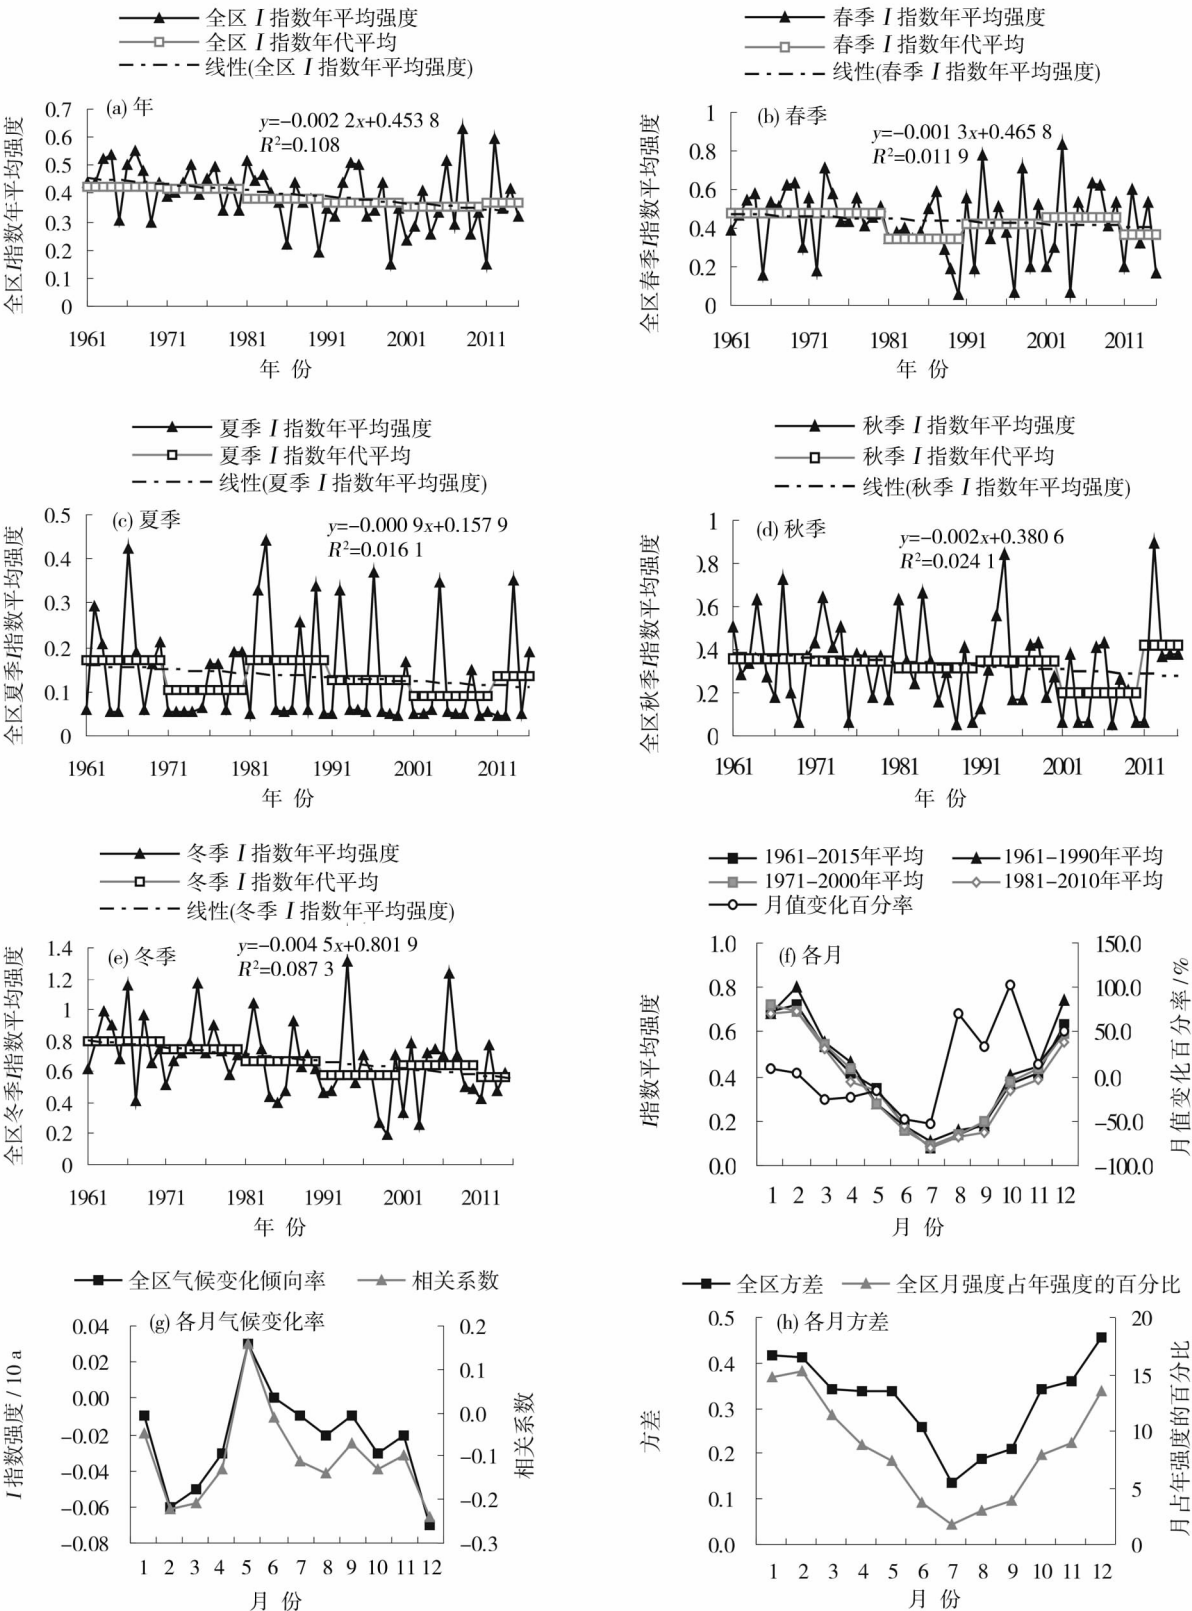 全区 I 指数年平均强度
全区 I 指数年代平均
线性(全区 I 指数年平均强度)
(a) 年
y=-0.002 2x+0.453 8
R²=0.108
全区I指数年平均强度
0.7
0.6
0.5
0.4
0.3
0.2
0.1
0
1961 1971 1981 1991 2001 2011
年 份
春季 I 指数年平均强度
春季 I 指数年代平均
线性(春季 I 指数年平均强度)
(b) 春季
y=-0.001 3x+0.465 8
R²=0.011 9
全区春季I指数年平均强度
1
0.8
0.6
0.4
0.2
0
1961 1971 1981 1991 2001 2011
年 份
夏季 I 指数年平均强度
夏季 I 指数年代平均
线性(夏季 I 指数年平均强度)
(c) 夏季
y=-0.000 9x+0.157 9
R²=0.016 1
全区夏季I指数平均强度
0.5
0.4
0.3
0.2
0.1
0
1961 1971 1981 1991 2001 2011
年 份
秋季 I 指数年平均强度
秋季 I 指数年代平均
线性(秋季 I 指数年平均强度)
(d) 秋季
y=-0.002x+0.380 6
R²=0.024 1
全区秋季I指数平均强度
1
0.8
0.6
0.4
0.2
0
1961 1971 1981 1991 2001 2011
年 份
冬季 I 指数年平均强度
冬季 I 指数年代平均
线性(冬季 I 指数年平均强度)
(e) 冬季
y=-0.004 5x+0.801 9
R²=0.087 3
全区冬季I指数平均强度
1.4
1.2
1
0.8
0.6
0.4
0.2
0
1961 1971 1981 1991 2001 2011
年 份
1961-2015年平均 1961-1990年平均
1971-2000年平均 1981-2010年平均
月值变化百分率
(f) 各月
I指数平均强度
1.0
0.8
0.6
0.4
0.2
0.0
150.0
100.0
50.0
0.0
-50.0
-100.0
月值变化百分率/%
1 2 3 4 5 6 7 8 9 10 11 12
月 份
全区气候变化倾向率 相关系数
(g) 各月气候变化率
I 指数强度/10 a
0.04
0.02
0.00
-0.02
-0.04
-0.06
-0.08
0.2
0.1
0.0
-0.1
-0.2
-0.3
相关系数
1 2 3 4 5 6 7 8 9 10 11 12
月 份
全区方差 全区月强度占年强度的百分比
(h) 各月方差
方差
0.5
0.4
0.3
0.2
0.1
0.0
20
15
10
5
0
月占年强度的百分比
1 2 3 4 5 6 7 8 9 10 11 12
月 份